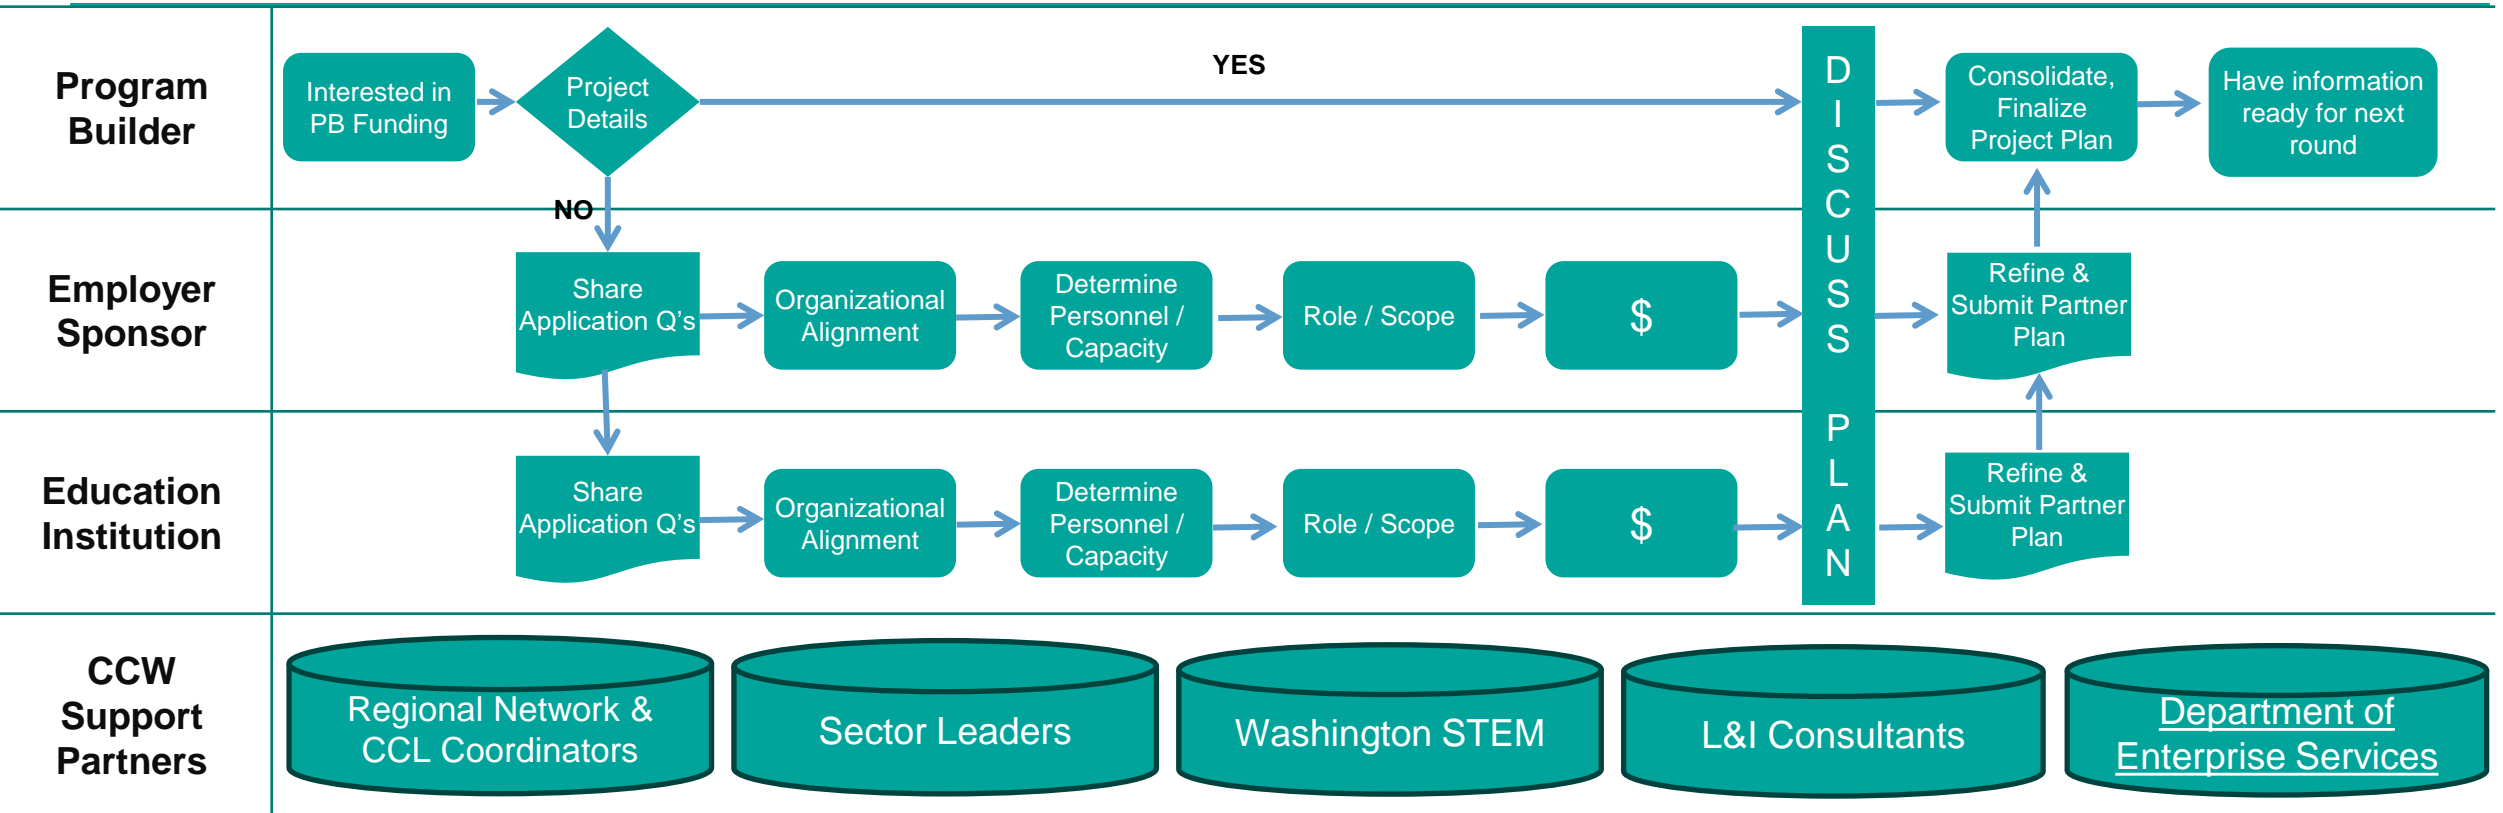 Program
Builder
Interested in
PB Funding
Project
Details
YES
NO
D
I
S
C
U
S
S
P
L
A
N
Consolidate,
Finalize
Project Plan
Have information
ready for next
round
Employer
Sponsor
Share
Application Q’s
Organizational
Alignment
Determine
Personnel /
Capacity
Role / Scope
$
Refine &
Submit Partner
Plan
Education
Institution
Share
Application Q’s
Organizational
Alignment
Determine
Personnel /
Capacity
Role / Scope
$
Refine &
Submit Partner
Plan
CCW
Support
Partners
Regional Network &
CCL Coordinators
Sector Leaders
Washington STEM
L&I Consultants
Department of
Enterprise Services